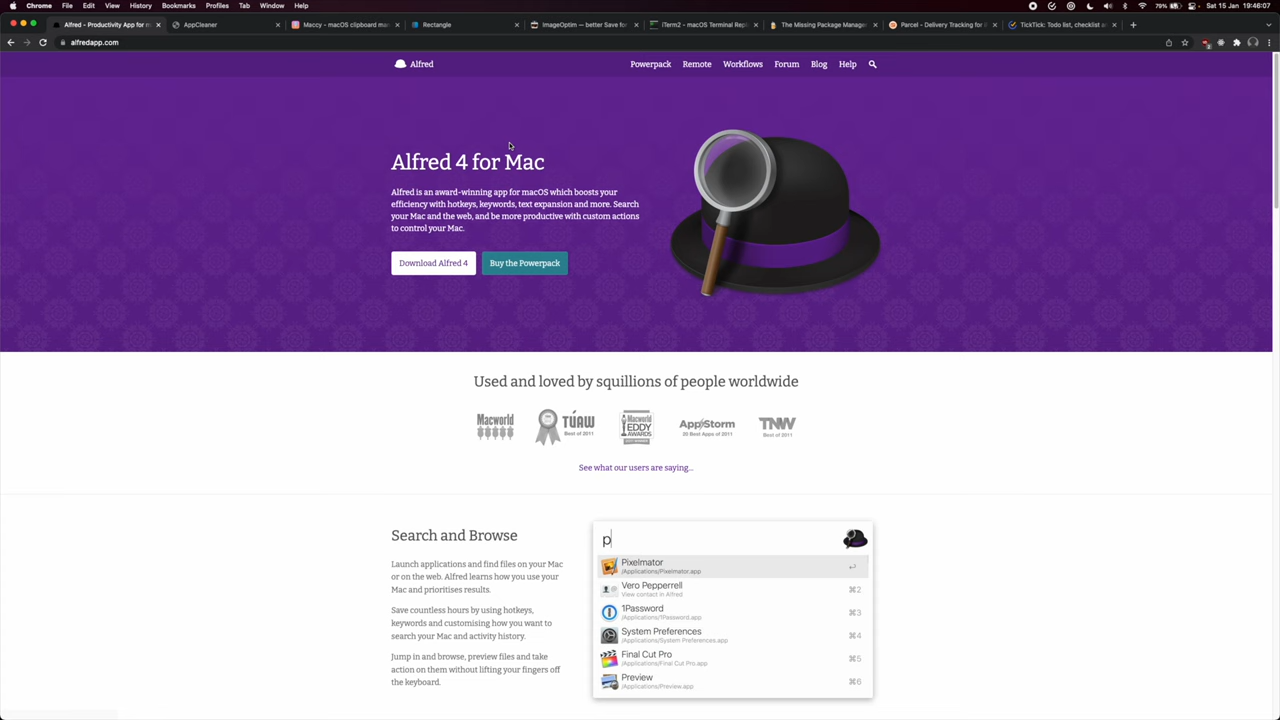 Chrome File Edit View History Bookmarks Profiles Tab Window Help
79% Sat 15 Jan 19:46:07
Alfred - Productivity App for m
AppCleaner
Maccy - macOS clipboard man
Rectangle
ImageOptim — better Save for
iTerm2 - macOS Terminal Repl
The Missing Package Manager
Parcel - Delivery Tracking for i
TickTick: Todo list, checklist a
alfredapp.com
Alfred
Powerpack Remote Workflows Forum Blog Help
Alfred 4 for Mac
Alfred is an award-winning app for macOS which boosts your
efficiency with hotkeys, keywords, text expansion and more. Search
your Mac and the web, and be more productive with custom actions
to control your Mac.
Download Alfred 4
Buy the Powerpack
Used and loved by squillions of people worldwide
Macworld
TÚAW
Best of 2011
Macworld
EDDY
AWARDS
App/Storm
20 Best Apps of 2011
TNW
Best of 2011
See what our users are saying...
Search and Browse
Launch applications and find files on your Mac
or on the web. Alfred learns how you use your
Mac and prioritises results.
Save countless hours by using hotkeys,
keywords and customising how you want to
search your Mac and activity history.
Jump in and browse, preview files and take
action on them without lifting your fingers off
the keyboard.
p
Pixelmator
/Applications/Pixelmator.app
Vero Pepperrell
View contact in Alfred
⌘2
1Password
/Applications/1Password.app
⌘3
System Preferences
/Applications/System Preferences.app
⌘4
Final Cut Pro
/Applications/Final Cut Pro.app
⌘5
Preview
/Applications/Preview.app
⌘6